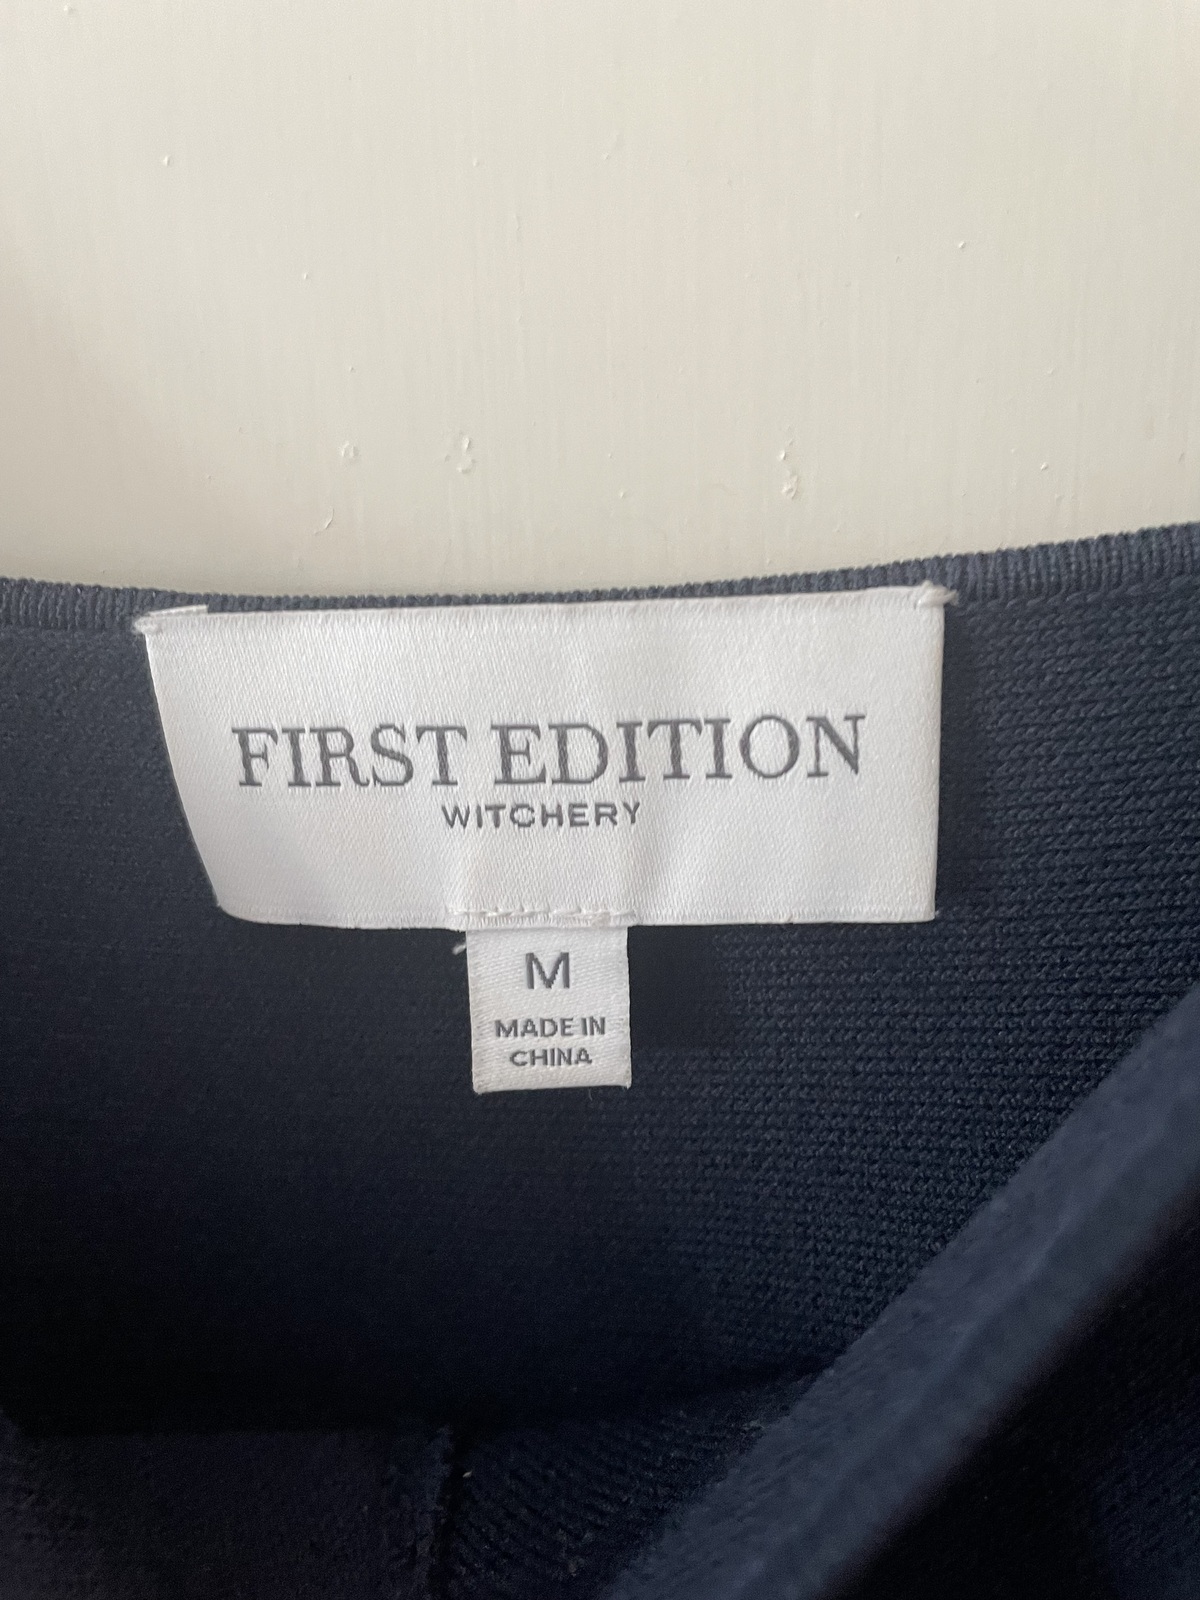 FIRST EDITION
WITCHERY
M
MADE IN
CHINA